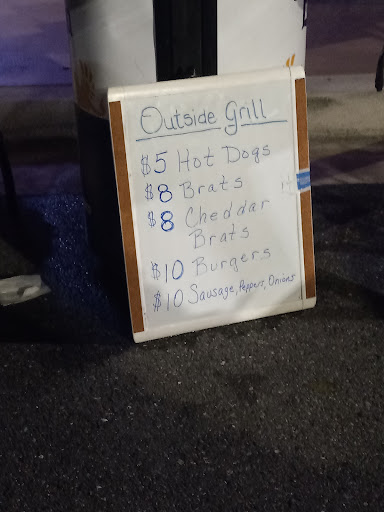 Outside Grill
$5 Hot Dogs
$8 Brats
$8 Cheddar
Brats
$10 Burgers
$10 Sausage, Peppers, Onions